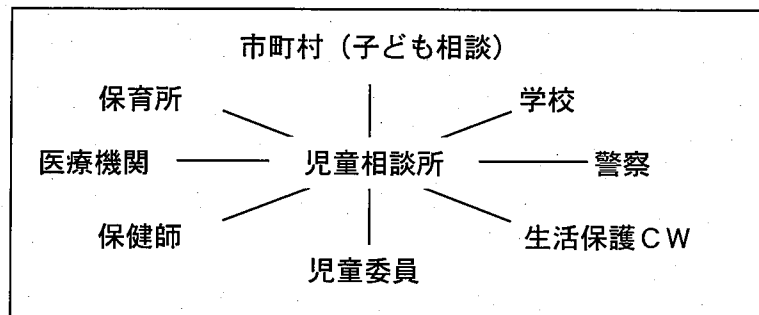 市町村（子ども相談）
保育所
学校
医療機関
児童相談所
警察
保健師
生活保護ＣＷ
児童委員